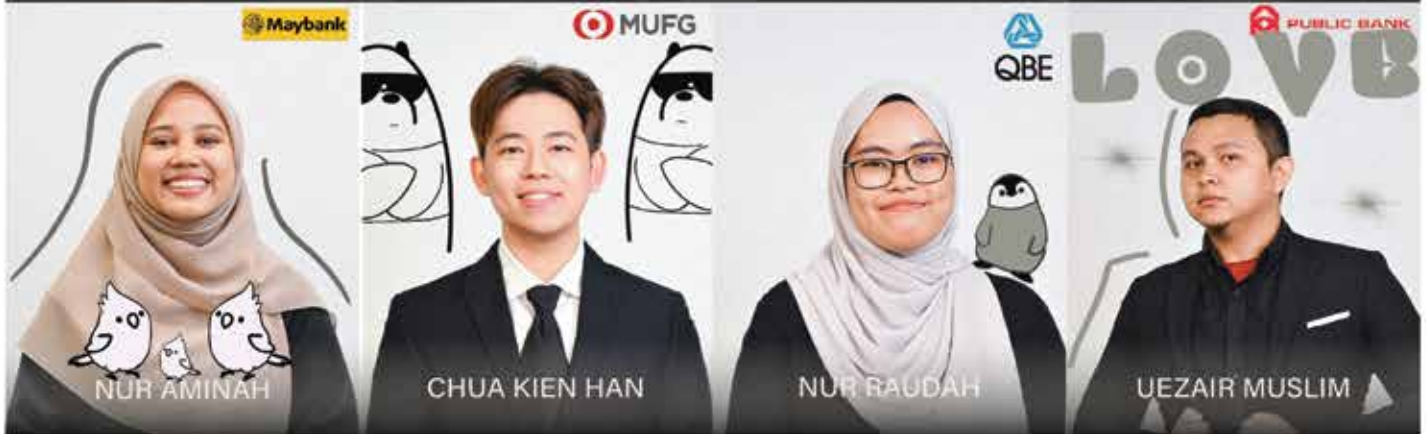 Maybank
MUFG
QBE
PUBLIC BANK
LOVE
NUR AMINAH
CHUA KIEN HAN
NUR RAUDAH
UEZAIR MUSLIM